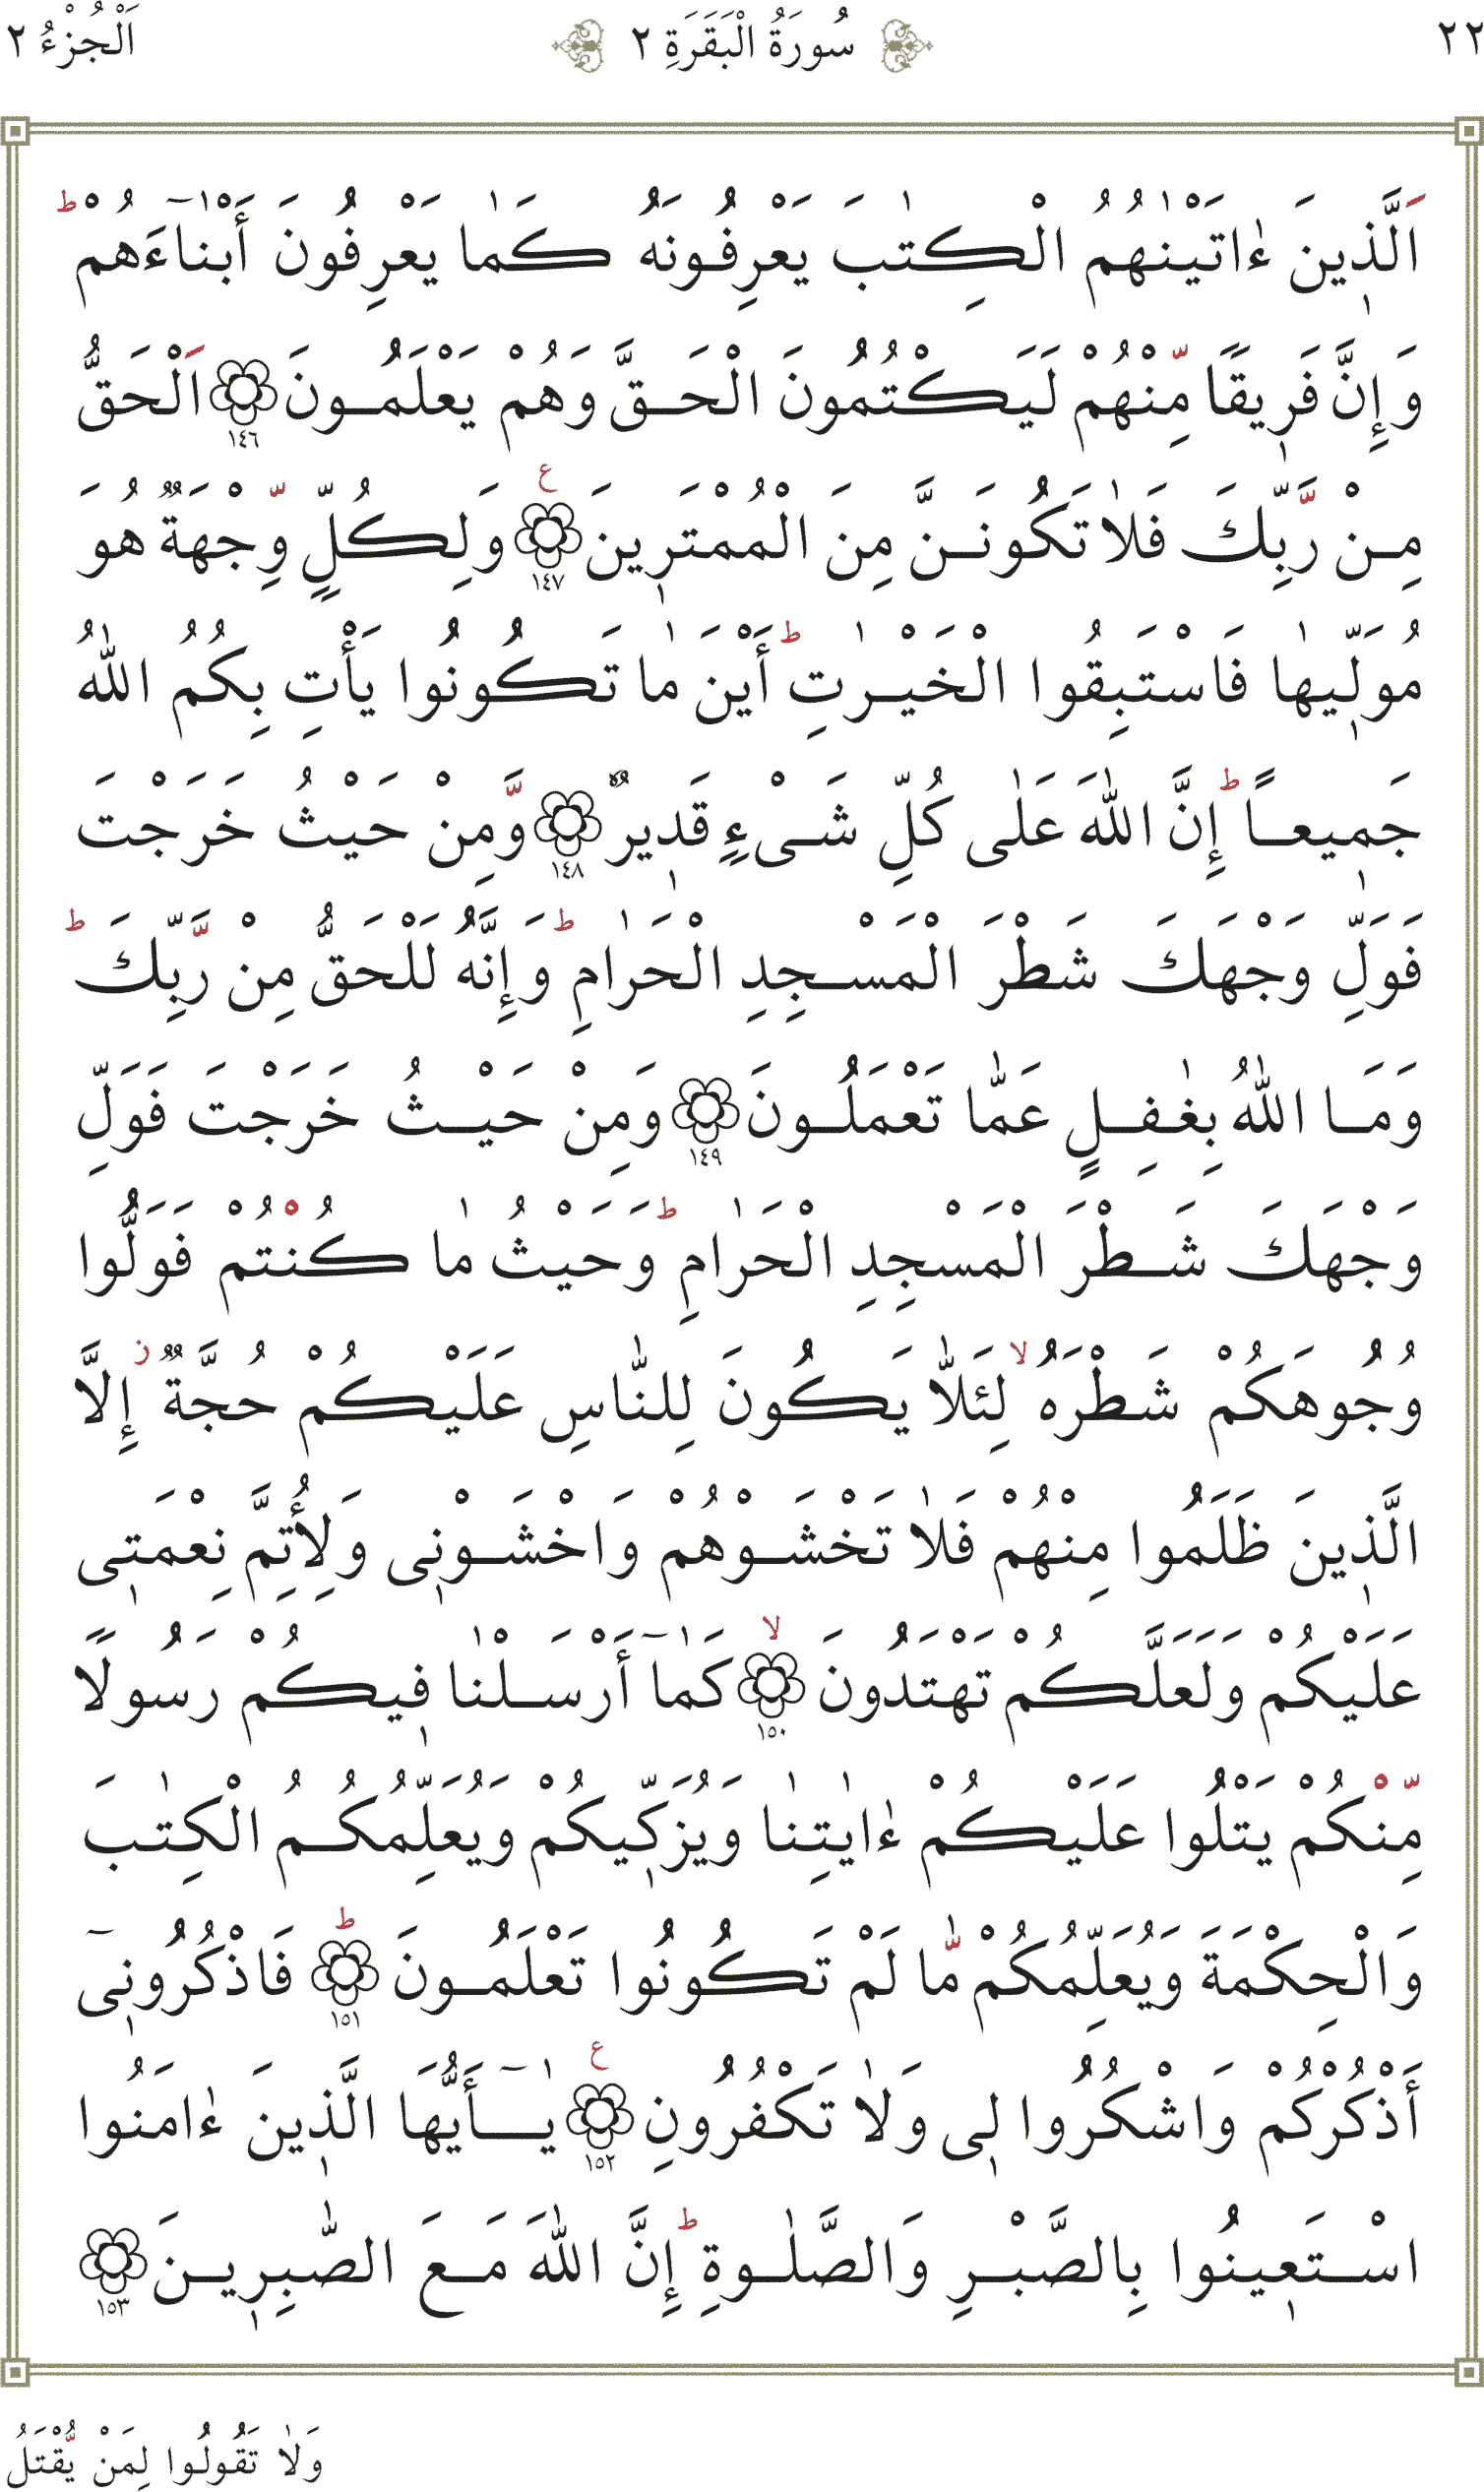 ٢٢
سُورَةُ الْبَقَرَةِ ٢
اَلْجُزْءُ ٢
اَلَّذِينَ ءَاتَيْنٰهُمُ الْكِتٰبَ يَعْرِفُونَهُ كَمٰا يَعْرِفُونَ أَبْنٰاۤءَهُمْ ط
وَإِنَّ فَرِيقًا مِّنْهُمْ لَيَكْتُمُونَ الْحَقَّ وَهُمْ يَعْلَمُونَ ١٤٦ اَلْحَقُّ
مِنْ رَّبِّكَ فَلٰا تَكُونَنَّ مِنَ الْمُمْتَرِينَ ١٤٧ ع وَلِكُلٍّ وِّجْهَةٌ هُوَ
مُوَلِّيهٰا فَاسْتَبِقُوا الْخَيْرٰتِ ط أَيْنَ مٰا تَكُونُوا يَأْتِ بِكُمُ اللّٰهُ
جَمِيعًا ط إِنَّ اللّٰهَ عَلٰى كُلِّ شَىْءٍ قَدِيرٌ ١٤٨ وَّمِنْ حَيْثُ خَرَجْتَ
فَوَلِّ وَجْهَكَ شَطْرَ الْمَسْجِدِ الْحَرٰامِ ط وَإِنَّهُ لَلْحَقُّ مِنْ رَّبِّكَ ط
وَمَا اللّٰهُ بِغٰفِلٍ عَمّٰا تَعْمَلُونَ ١٤٩ وَمِنْ حَيْثُ خَرَجْتَ فَوَلِّ
وَجْهَكَ شَطْرَ الْمَسْجِدِ الْحَرٰامِ ط وَحَيْثُ مٰا كُنْتُمْ فَوَلُّوا
وُجُوهَكُمْ شَطْرَهُ لا لِئَلّٰا يَكُونَ لِلنّٰاسِ عَلَيْكُمْ حُجَّةٌ ز إِلَّا
الَّذِينَ ظَلَمُوا مِنْهُمْ فَلٰا تَخْشَوْهُمْ وَاخْشَوْنِى وَلِأُتِمَّ نِعْمَتِى
عَلَيْكُمْ وَلَعَلَّكُمْ تَهْتَدُونَ ١٥٠ لا كَمٰاۤ أَرْسَلْنٰا فِيكُمْ رَسُولًا
مِّنْكُمْ يَتْلُوا عَلَيْكُمْ ءَايٰتِنٰا وَيُزَكِّيكُمْ وَيُعَلِّمُكُمُ الْكِتٰبَ
وَالْحِكْمَةَ وَيُعَلِّمُكُمْ مّٰا لَمْ تَكُونُوا تَعْلَمُونَ ١٥١ ط فَاذْكُرُونِىۤ
أَذْكُرْكُمْ وَاشْكُرُوا لِى وَلٰا تَكْفُرُونِ ١٥٢ ع يٰۤأَيُّهَا الَّذِينَ ءَامَنُوا
اسْتَعِينُوا بِالصَّبْرِ وَالصَّلٰوةِ ط إِنَّ اللّٰهَ مَعَ الصّٰبِرِينَ ١٥٣
وَلٰا تَقُولُوا لِمَنْ يُّقْتَلُ